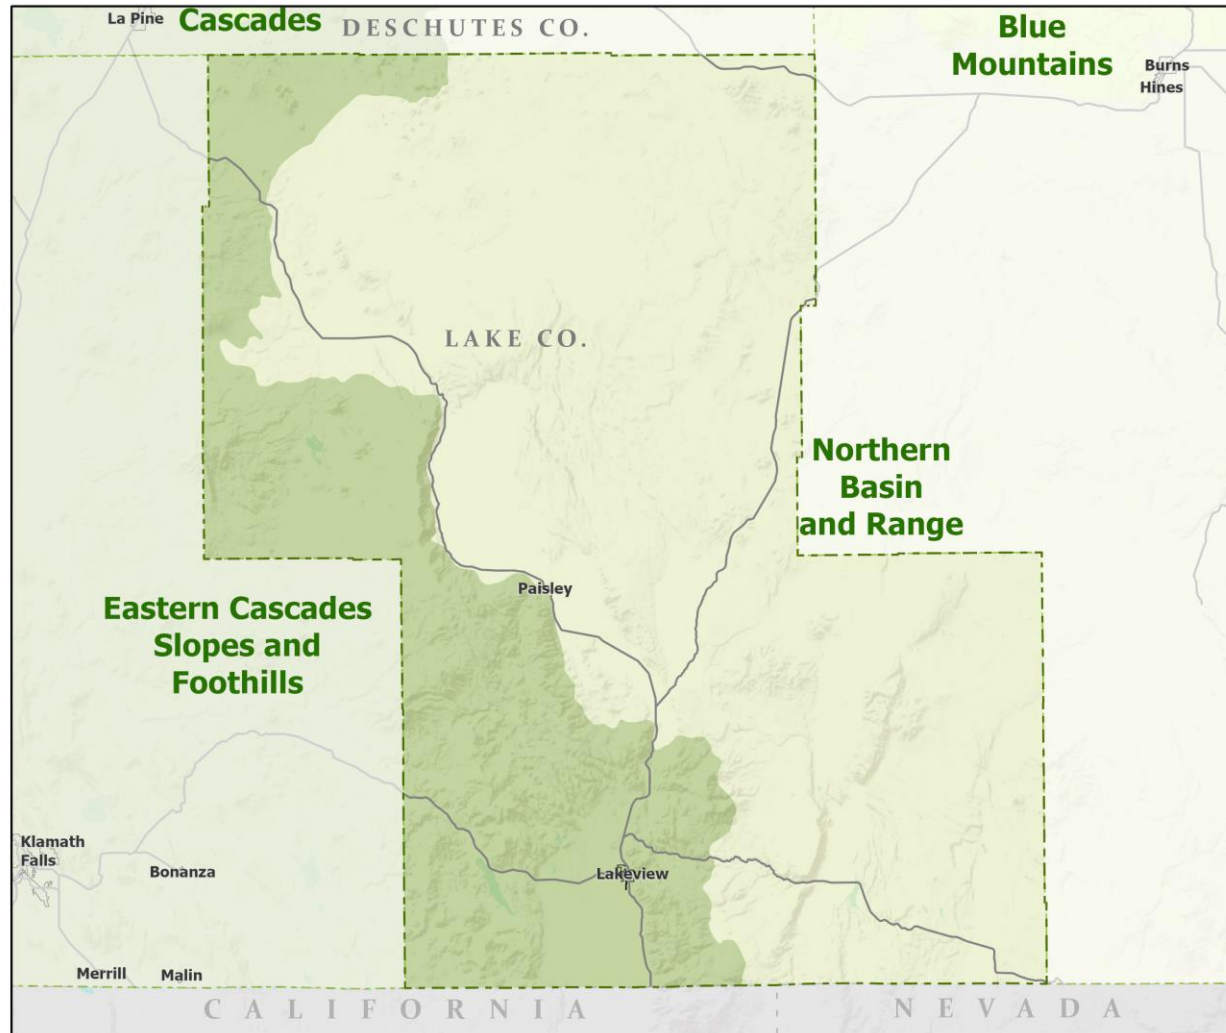 La Pine
Cascades
DESCHUTES CO.
Blue
Mountains
Burns
Hines
LAKE CO.
Northern
Basin
and Range
Paisley
Eastern Cascades
Slopes and
Foothills
Klamath
Falls
Bonanza
Lakeview
Merrill
Malin
CALIFORNIA
NEVADA